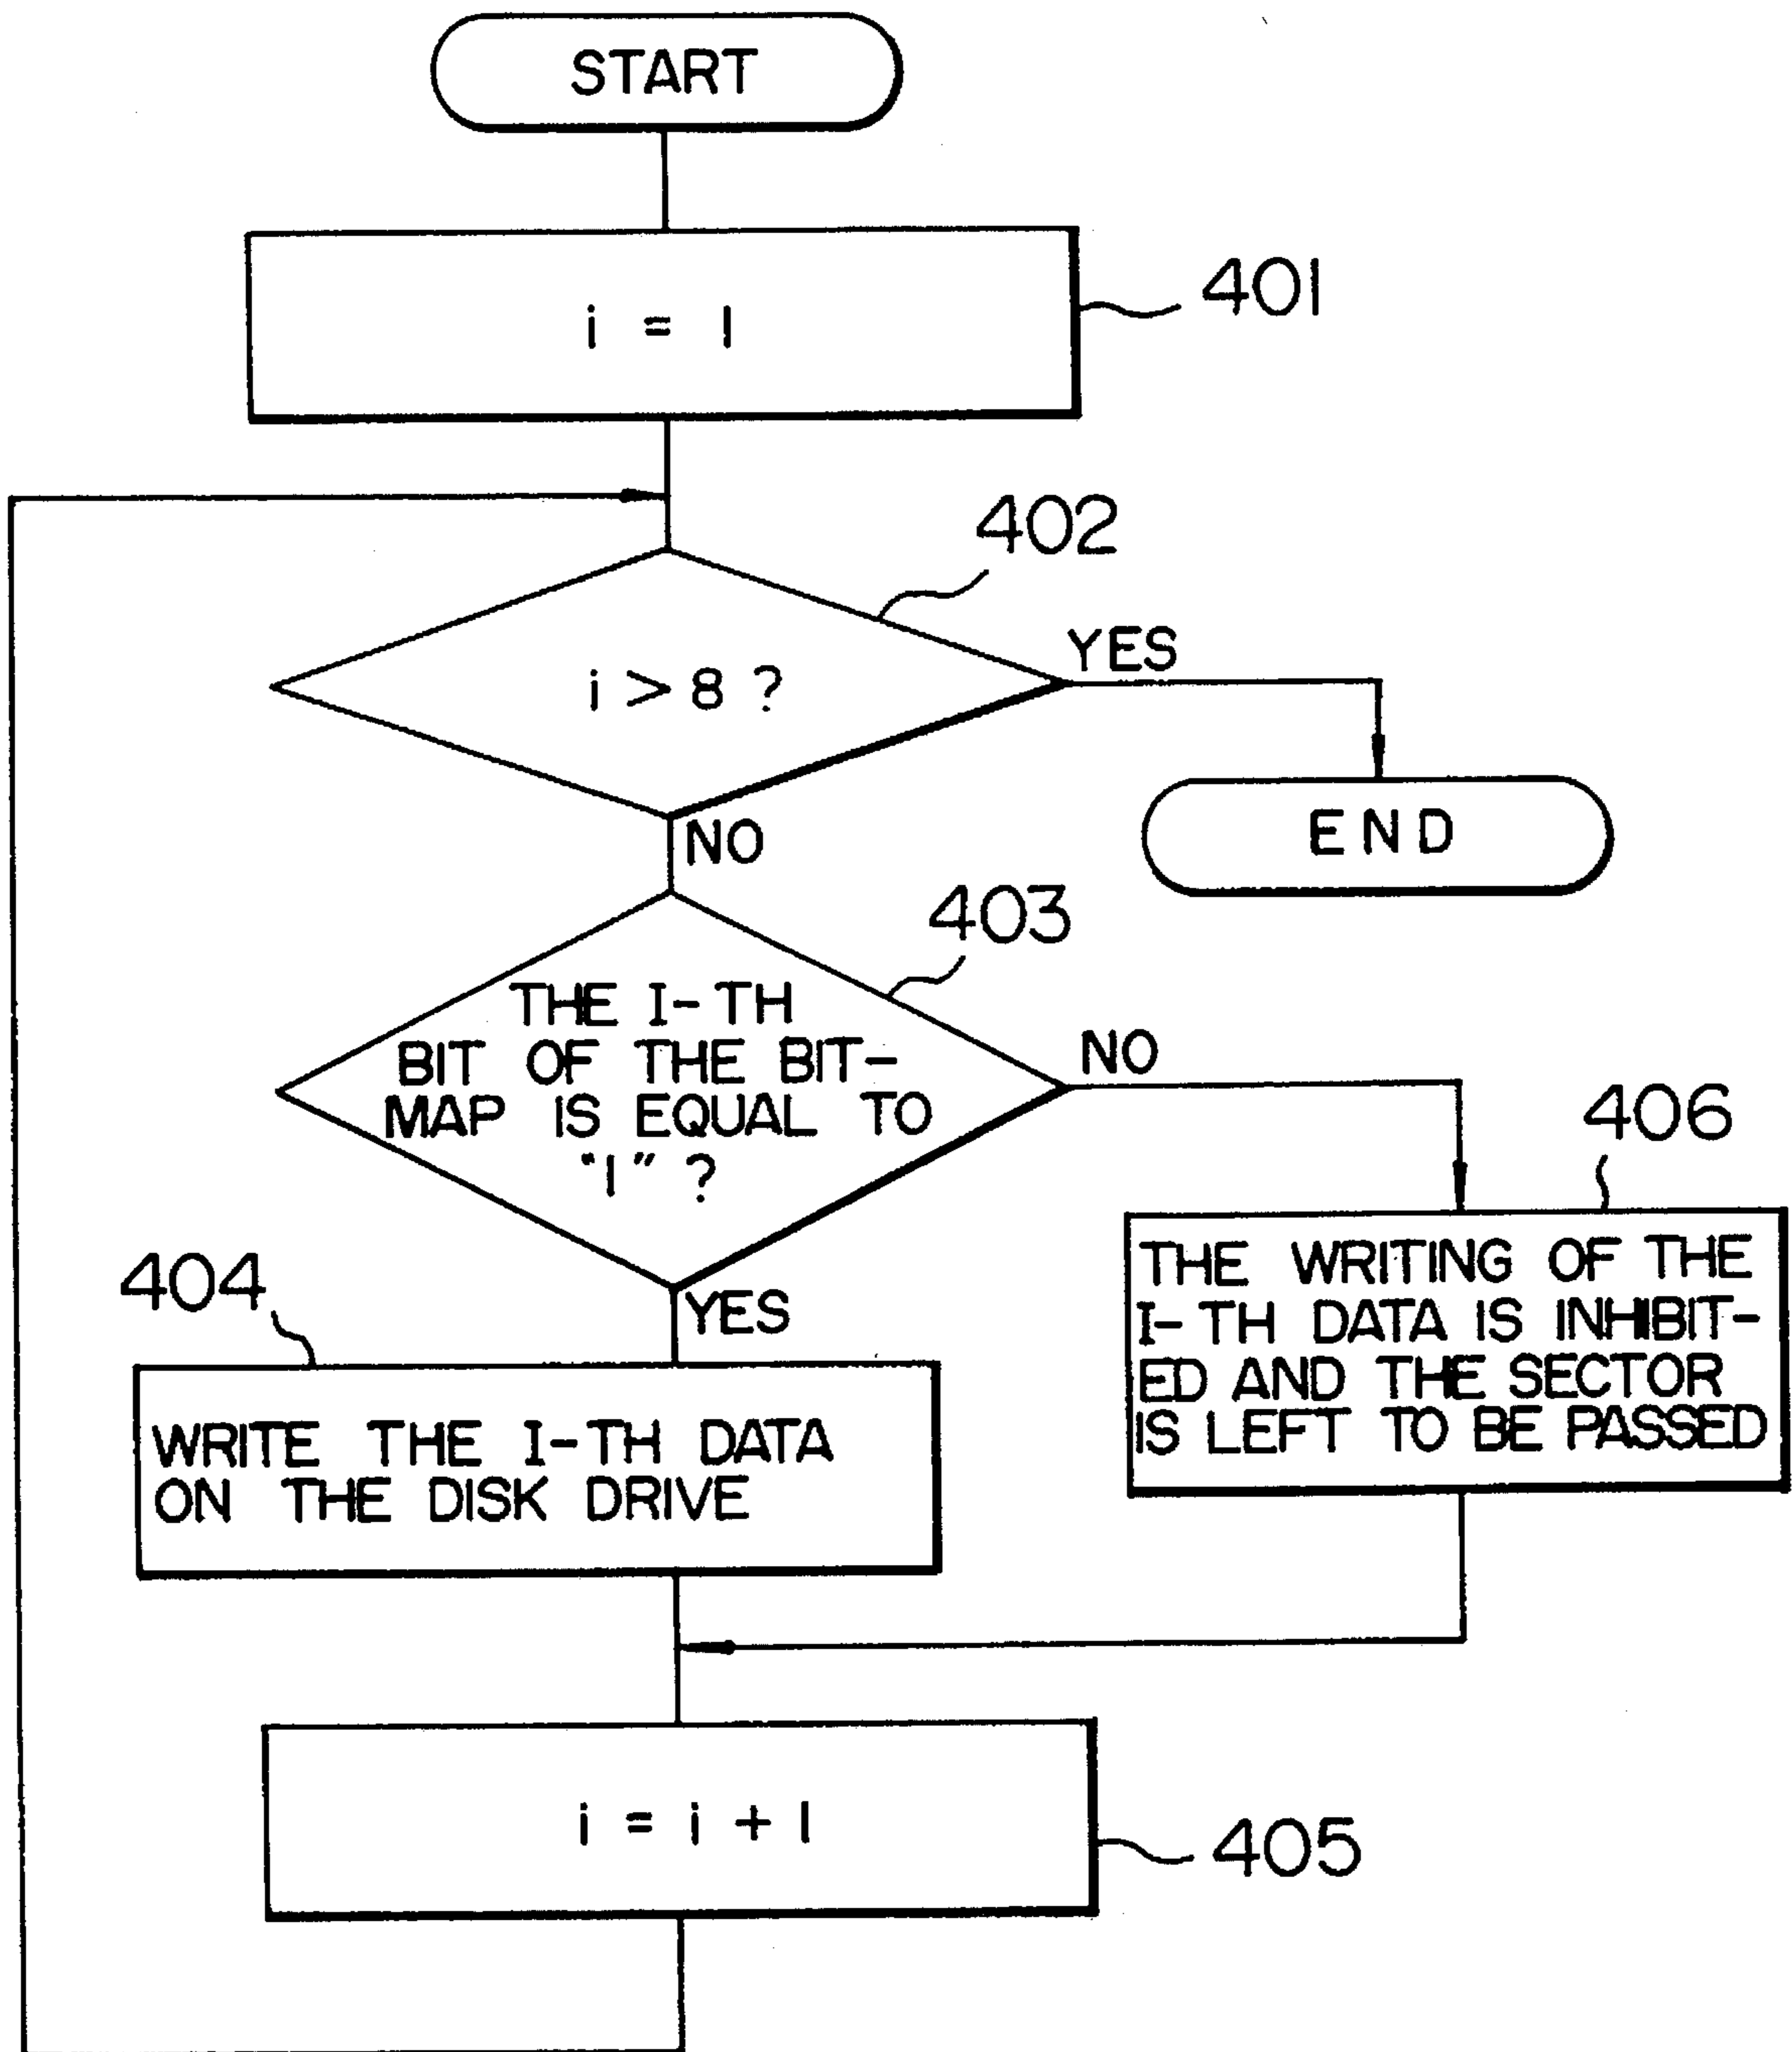 START
i = 1
401
402
i > 8 ?
YES
NO
END
403
THE I-TH
BIT OF THE BIT-
MAP IS EQUAL TO
"1" ?
NO
YES
406
THE WRITING OF THE
I-TH DATA IS INHIBIT-
ED AND THE SECTOR
IS LEFT TO BE PASSED
404
WRITE THE I-TH DATA
ON THE DISK DRIVE
i = i + 1
405